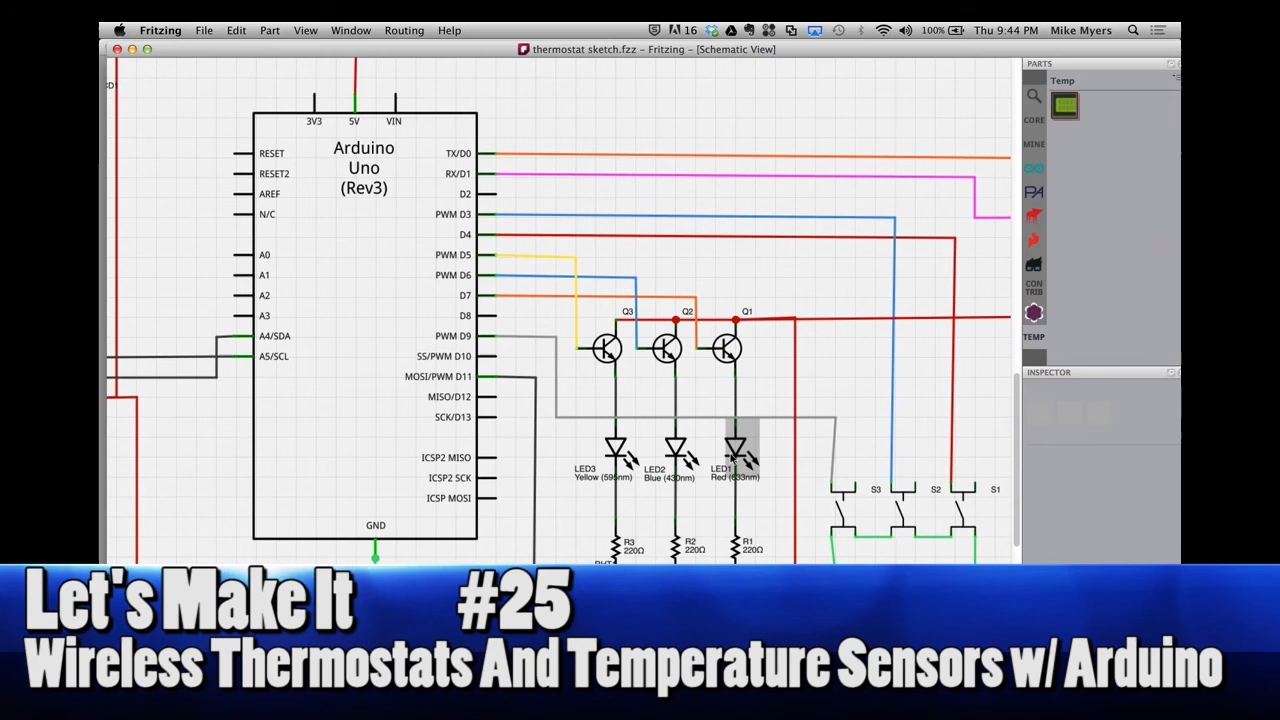 Fritzing File Edit Part View Window Routing Help 16 100% Thu 9:44 PM Mike Myers
thermostat sketch.fzz – Fritzing – [Schematic View]
PARTS
Temp
CORE
MINE
PA
CON
TRIB
TEMP
INSPECTOR
3V3 5V VIN
Arduino
Uno
(Rev3)
RESET
RESET2
AREF
N/C
A0
A1
A2
A3
A4/SDA
A5/SCL
TX/D0
RX/D1
D2
PWM D3
D4
PWM D5
PWM D6
D7
D8
PWM D9
SS/PWM D10
MOSI/PWM D11
MISO/D12
SCK/D13
ICSP2 MISO
ICSP2 SCK
ICSP MOSI
GND
Q3 Q2 Q1
LED3
Yellow (595nm)
LED2
Blue (430nm)
LED1
Red (633nm)
S3 S2 S1
R3
220Ω
R2
220Ω
R1
220Ω
Let's Make It #25
Wireless Thermostats And Temperature Sensors w/ Arduino